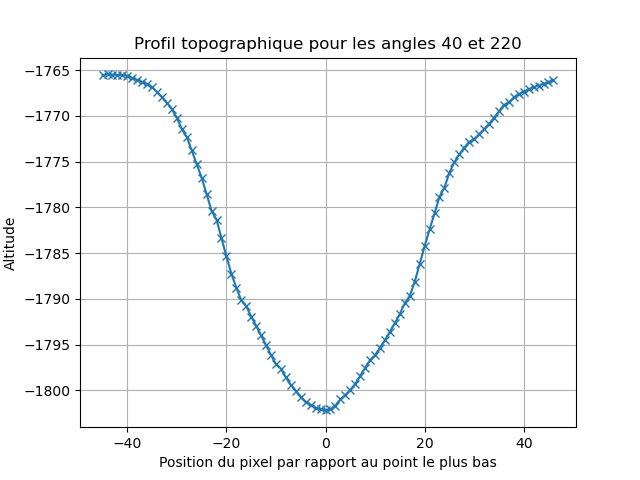 Profil topographique pour les angles 40 et 220
−1765
−1770
−1775
−1780
−1785
−1790
−1795
−1800
Altitude
−40 −20 0 20 40
Position du pixel par rapport au point le plus bas